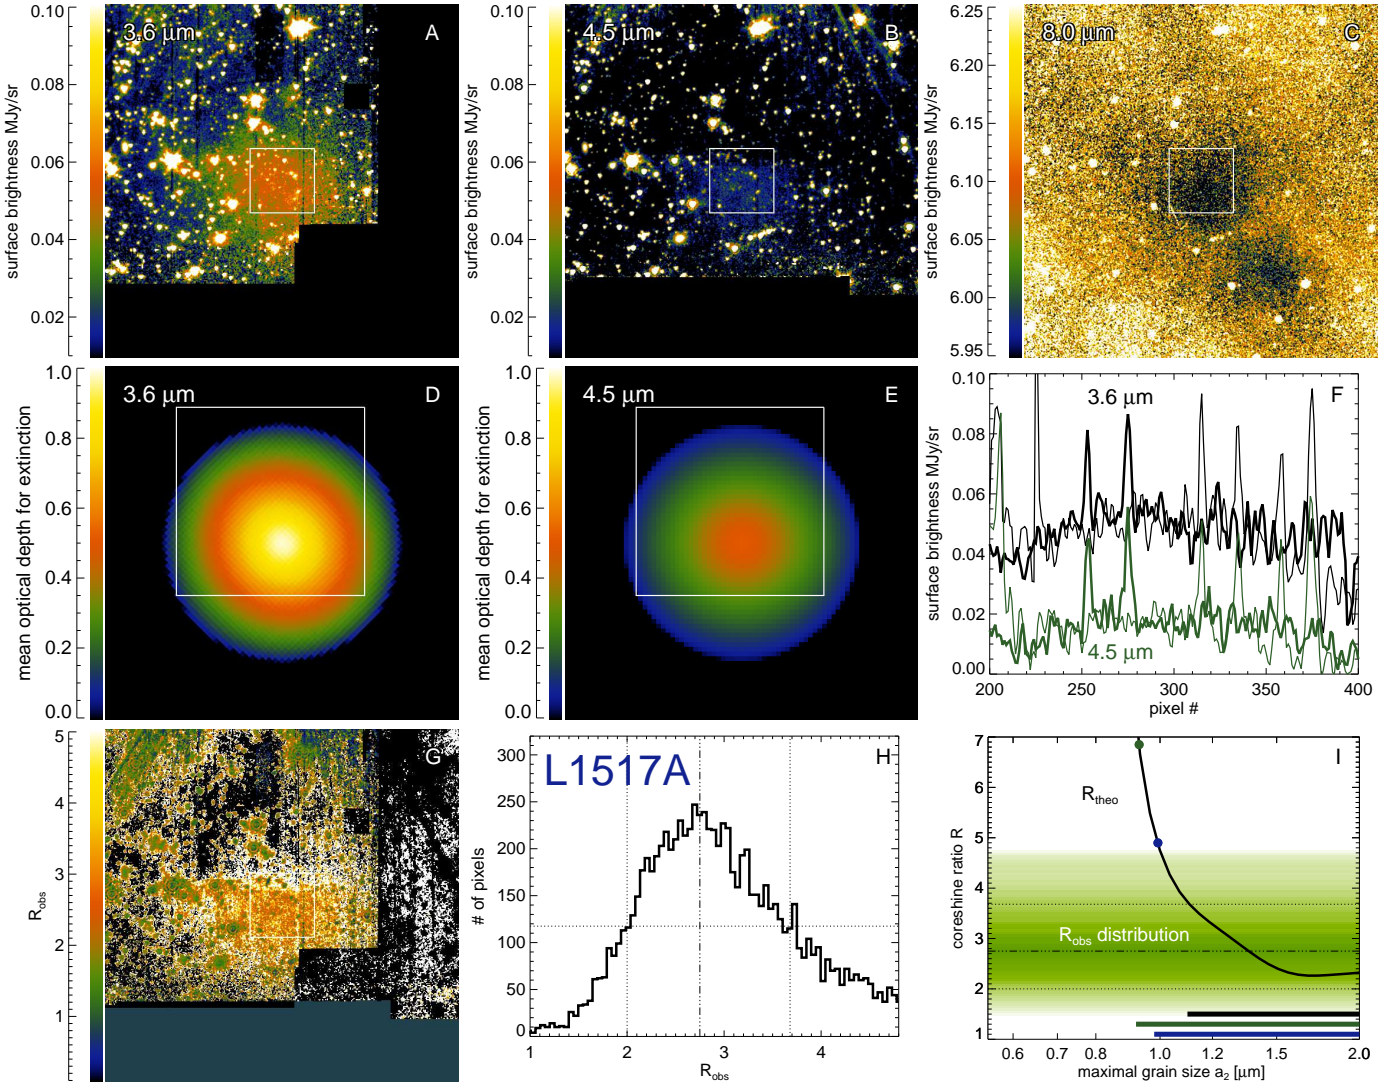 0.10
0.08
0.06
0.04
0.02
surface brightness MJy/sr
3.6 μm
A
0.10
0.08
0.06
0.04
0.02
surface brightness MJy/sr
4.5 μm
B
6.25
6.20
6.15
6.10
6.05
6.00
5.95
surface brightness MJy/sr
8.0 μm
C
1.0
0.8
0.6
0.4
0.2
0.0
mean optical depth for extinction
3.6 μm
D
1.0
0.8
0.6
0.4
0.2
0.0
mean optical depth for extinction
4.5 μm
E
0.10
0.08
0.06
0.04
0.02
0.00
surface brightness MJy/sr
3.6 μm
F
4.5 μm
200 250 300 350 400
pixel #
5
4
3
2
1
R_obs
G
300
250
200
150
100
50
0
# of pixels
L1517A
H
1 2 3 4
R_obs
7
6
5
4
3
2
1
coreshine ratio R
I
R_theo
R_obs distribution
0.6 0.7 0.8 1.0 1.2 1.5 2.0
maximal grain size a_2 [μm]